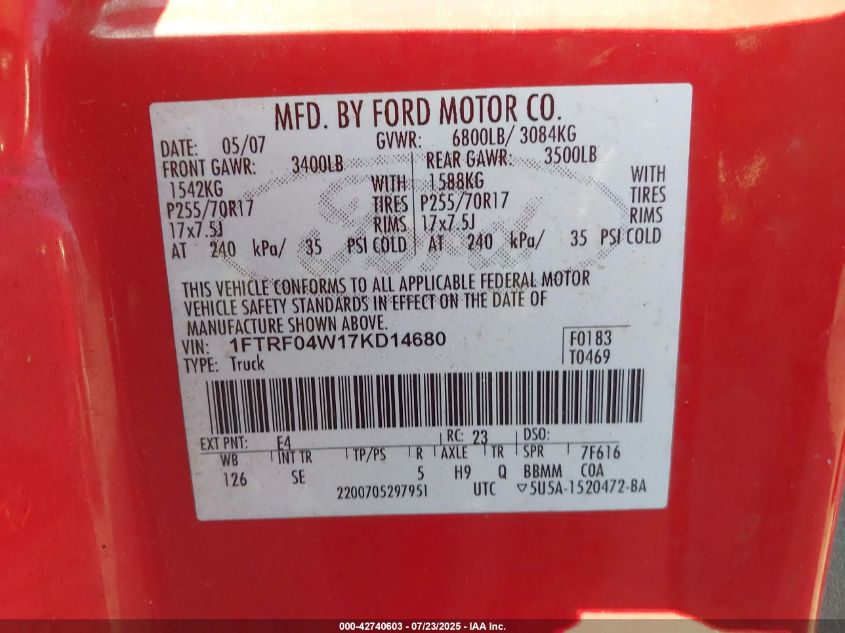 MFD. BY FORD MOTOR CO.
DATE: 05/07 GVWR: 6800LB/ 3084KG
FRONT GAWR: 3400LB REAR GAWR: 3500LB
1542KG WITH 1588KG WITH
P255/70R17 TIRES P255/70R17 TIRES
17x7.5J RIMS 17x7.5J RIMS
AT 240 kPa/ 35 PSI COLD AT 240 kPa/ 35 PSI COLD
Ford
THIS VEHICLE CONFORMS TO ALL APPLICABLE FEDERAL MOTOR
VEHICLE SAFETY STANDARDS IN EFFECT ON THE DATE OF
MANUFACTURE SHOWN ABOVE.
VIN: 1FTRF04W17KD14680 F0183
TYPE: Truck T0469
EXT PNT: E4 RC: 23 DSO:
WB INT TR TP/PS R AXLE TR SPR 7F616
126 SE 5 H9 Q BBMM COA
2200705297951 UTC ▽5U5A-1520472-BA
000-42740603 - 07/23/2025 - IAA Inc.